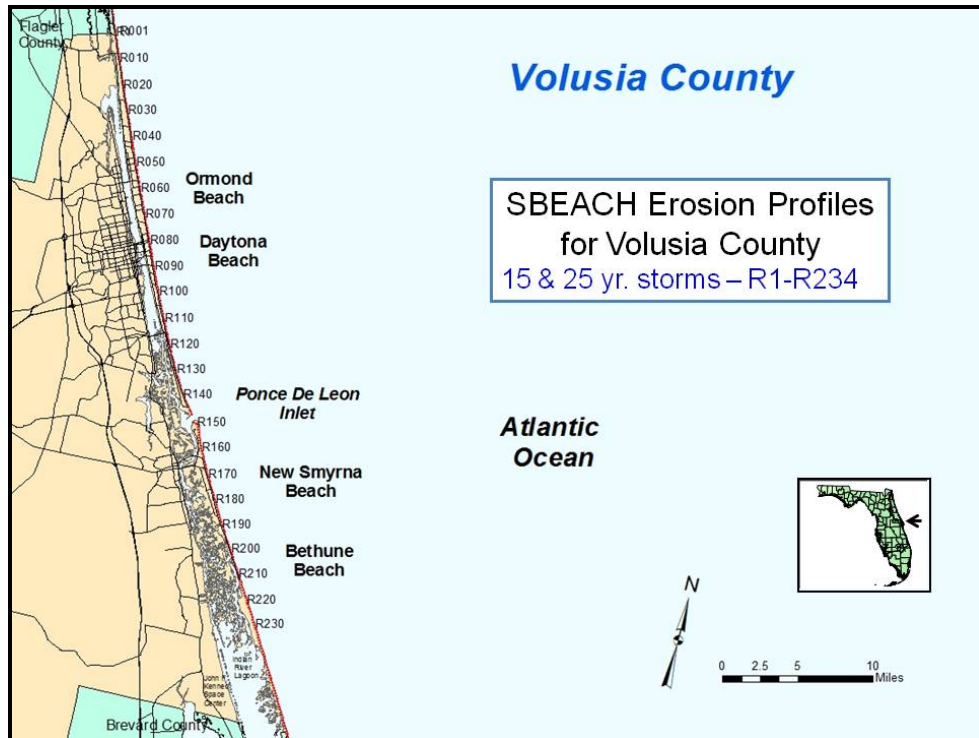 Flagler
County
R001
R010
R020
R030
R040
R050
R060
R070
R080
R090
R100
R110
R120
R130
R140
R150
R160
R170
R180
R190
R200
R210
R220
R230
Ormond
Beach
Daytona
Beach
Ponce De Leon
Inlet
New Smyrna
Beach
Bethune
Beach
Volusia County
SBEACH Erosion Profiles
for Volusia County
15 & 25 yr. storms – R1-R234
Atlantic
Ocean
N
0 2.5 5 10
Miles
Indian
River
Lagoon
John F
Kenned
Space
Center
Brevard County